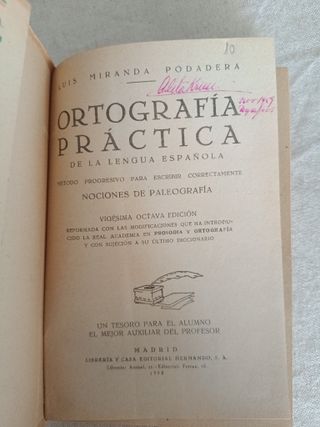 10
LUIS MIRANDA PODADERA
ORTOGRAFÍA
PRÁCTICA
DE LA LENGUA ESPAÑOLA
MÉTODO PROGRESIVO PARA ESCRIBIR CORRECTAMENTE
NOCIONES DE PALEOGRAFÍA
VIGÉSIMA OCTAVA EDICIÓN
REFORMADA CON LAS MODIFICACIONES QUE HA INTRODU-
CIDO LA REAL ACADEMIA EN PROSODIA Y ORTOGRAFÍA
Y CON SUJECIÓN A SU ÚLTIMO DICCIONARIO
UN TESORO PARA EL ALUMNO
EL MEJOR AUXILIAR DEL PROFESOR
MADRID
LIBRERÍA Y CASA EDITORIAL HERNANDO, S. A.